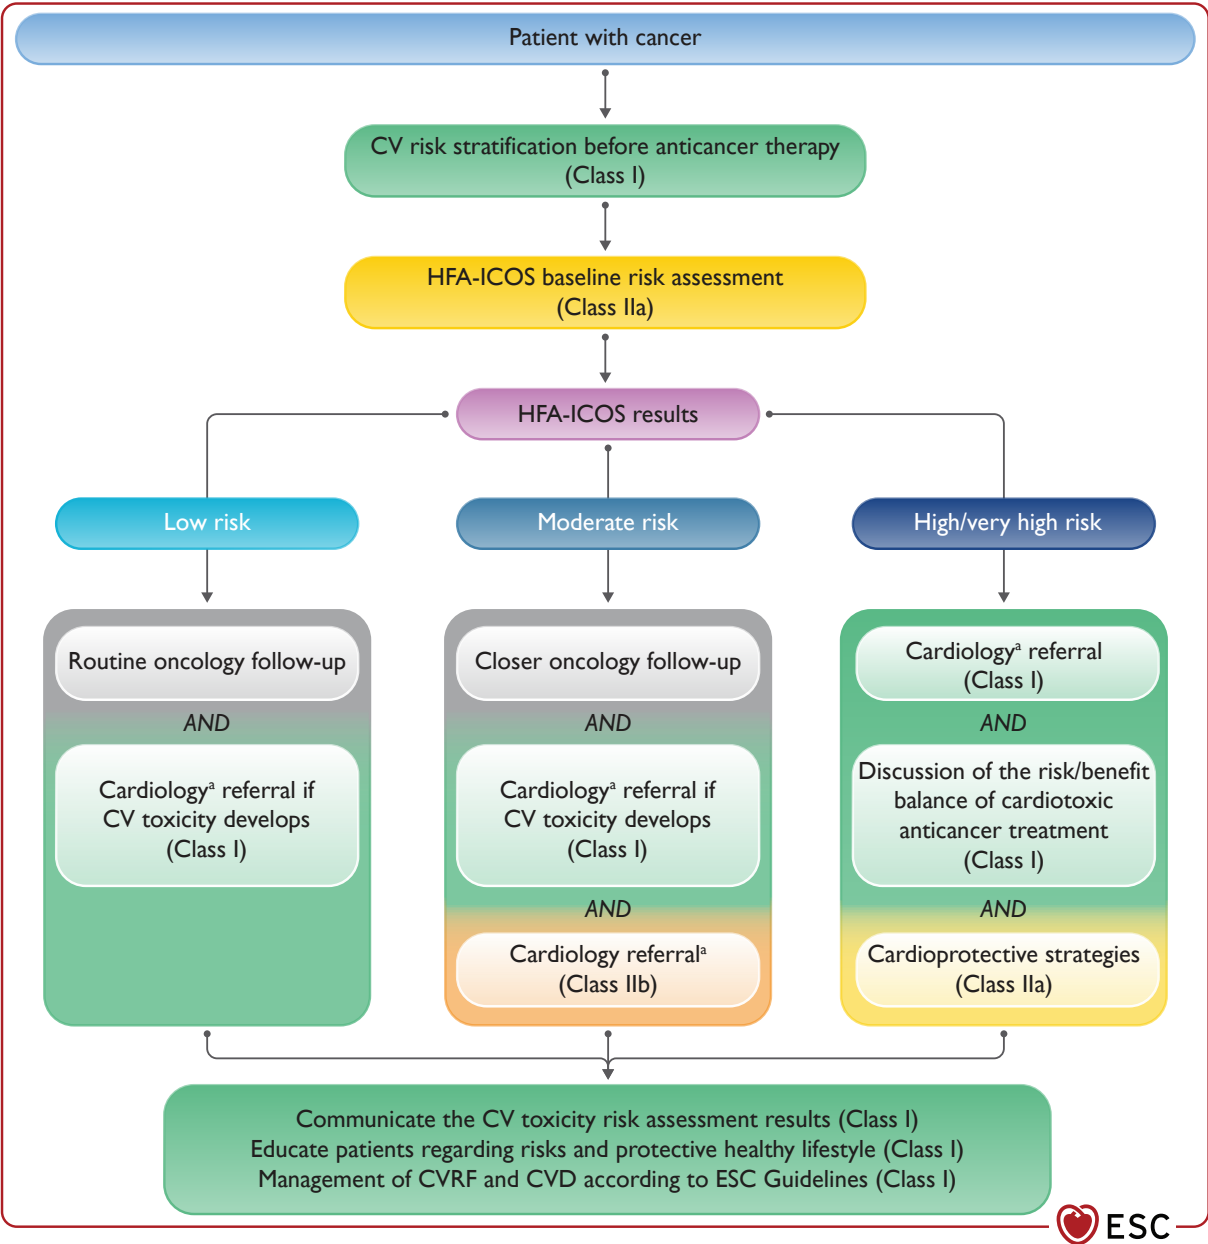 Patient with cancer
CV risk stratification before anticancer therapy
(Class I)
HFA-ICOS baseline risk assessment
(Class IIa)
HFA-ICOS results
Low risk
Moderate risk
High/very high risk
Routine oncology follow-up
AND
Cardiologyᵃ referral if
CV toxicity develops
(Class I)
Closer oncology follow-up
AND
Cardiologyᵃ referral if
CV toxicity develops
(Class I)
AND
Cardiology referralᵃ
(Class IIb)
Cardiologyᵃ referral
(Class I)
AND
Discussion of the risk/benefit
balance of cardiotoxic
anticancer treatment
(Class I)
AND
Cardioprotective strategies
(Class IIa)
Communicate the CV toxicity risk assessment results (Class I)
Educate patients regarding risks and protective healthy lifestyle (Class I)
Management of CVRF and CVD according to ESC Guidelines (Class I)
ESC